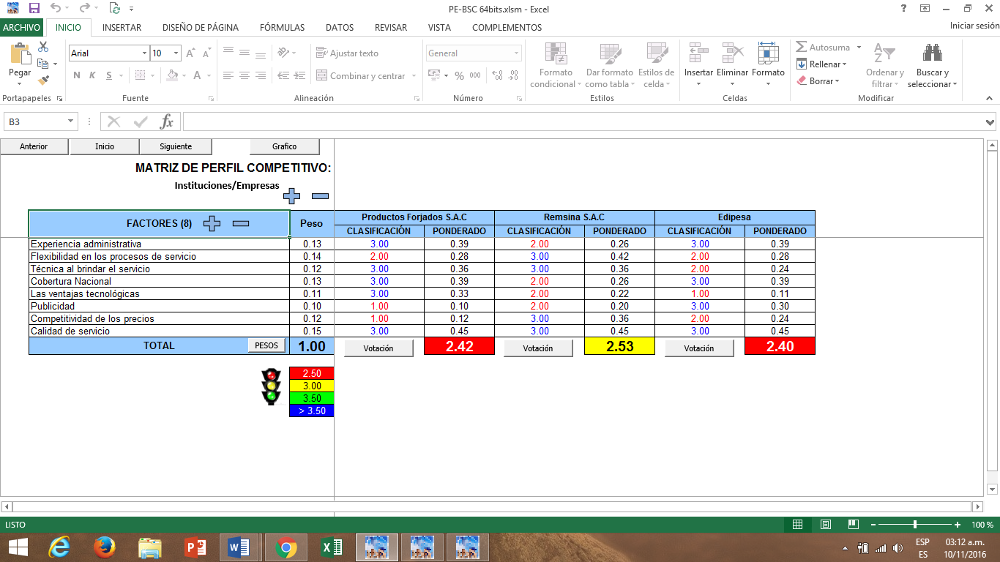 PE-BSC 64bits.xlsm - Excel
ARCHIVO INICIO INSERTAR DISEÑO DE PÁGINA FÓRMULAS DATOS REVISAR VISTA COMPLEMENTOS Iniciar sesión
Pegar
Portapapeles
Arial 10
N K S
Fuente
Ajustar texto
Combinar y centrar
Alineación
General
% 000
Número
Formato condicional
Dar formato como tabla
Estilos de celda
Estilos
Insertar Eliminar Formato
Celdas
Autosuma
Rellenar
Borrar
Ordenar y filtrar
Buscar y seleccionar
Modificar
B3 fx
Anterior Inicio Siguiente Grafico
MATRIZ DE PERFIL COMPETITIVO:
Instituciones/Empresas
FACTORES (8) Peso Productos Forjados S.A.C Remsina S.A.C Edipesa
CLASIFICACIÓN PONDERADO CLASIFICACIÓN PONDERADO CLASIFICACIÓN PONDERADO
Experiencia administrativa 0.13 3.00 0.39 2.00 0.26 3.00 0.39
Flexibilidad en los procesos de servicio 0.14 2.00 0.28 3.00 0.42 2.00 0.28
Técnica al brindar el servicio 0.12 3.00 0.36 3.00 0.36 2.00 0.24
Cobertura Nacional 0.13 3.00 0.39 2.00 0.26 3.00 0.39
Las ventajas tecnológicas 0.11 3.00 0.33 2.00 0.22 1.00 0.11
Publicidad 0.10 1.00 0.10 2.00 0.20 3.00 0.30
Competitividad de los precios 0.12 1.00 0.12 3.00 0.36 2.00 0.24
Calidad de servicio 0.15 3.00 0.45 3.00 0.45 3.00 0.45
TOTAL PESOS 1.00 Votación 2.42 Votación 2.53 Votación 2.40
2.50
3.00
3.50
> 3.50
LISTO 100 %
ESP 03:12 a.m.
ES 10/11/2016